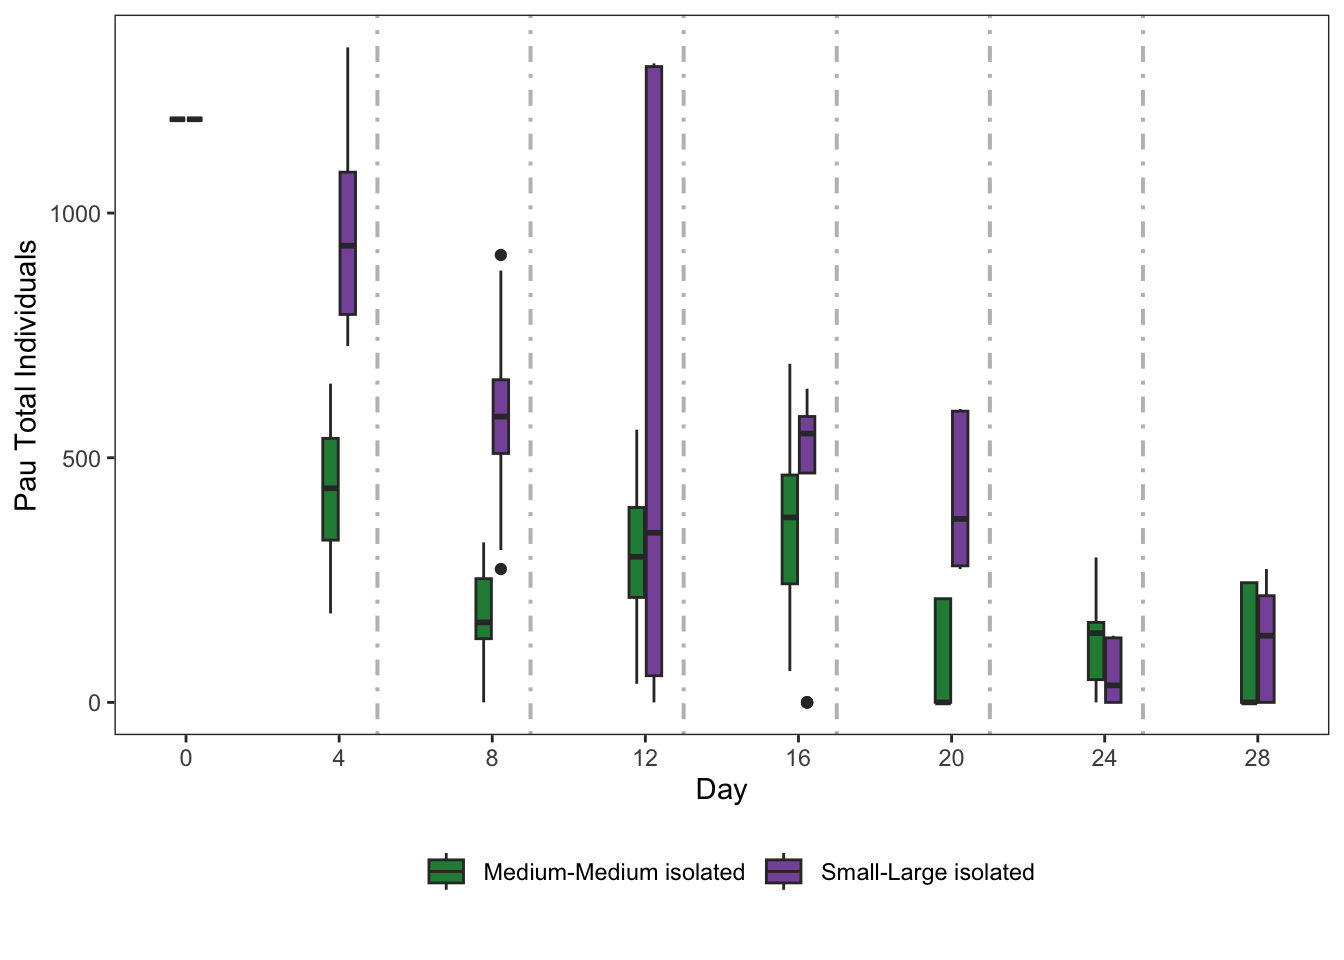 Pau Total Individuals
1000
500
0
0 4 8 12 16 20 24 28
Day
Medium-Medium isolated Small-Large isolated